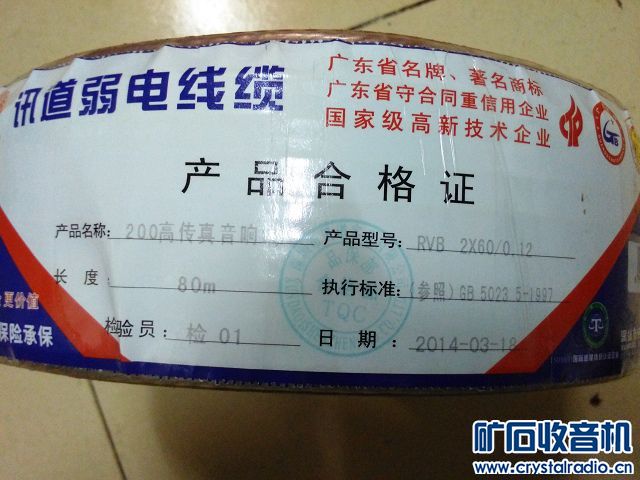 讯道弱电线缆
广东省名牌、著名商标
广东省守合同重信用企业
国家级高新技术企业
产品合格证
产品名称: 200高传真音响
产品型号: RVB 2X60/0.12
长度: 80m
执行标准: (参照)GB 5023.5-1997
检验员: 检 01
日期: 2014-03-18
TQC
更价值
保险承保
矿石收音机
www.crystalradio.cn